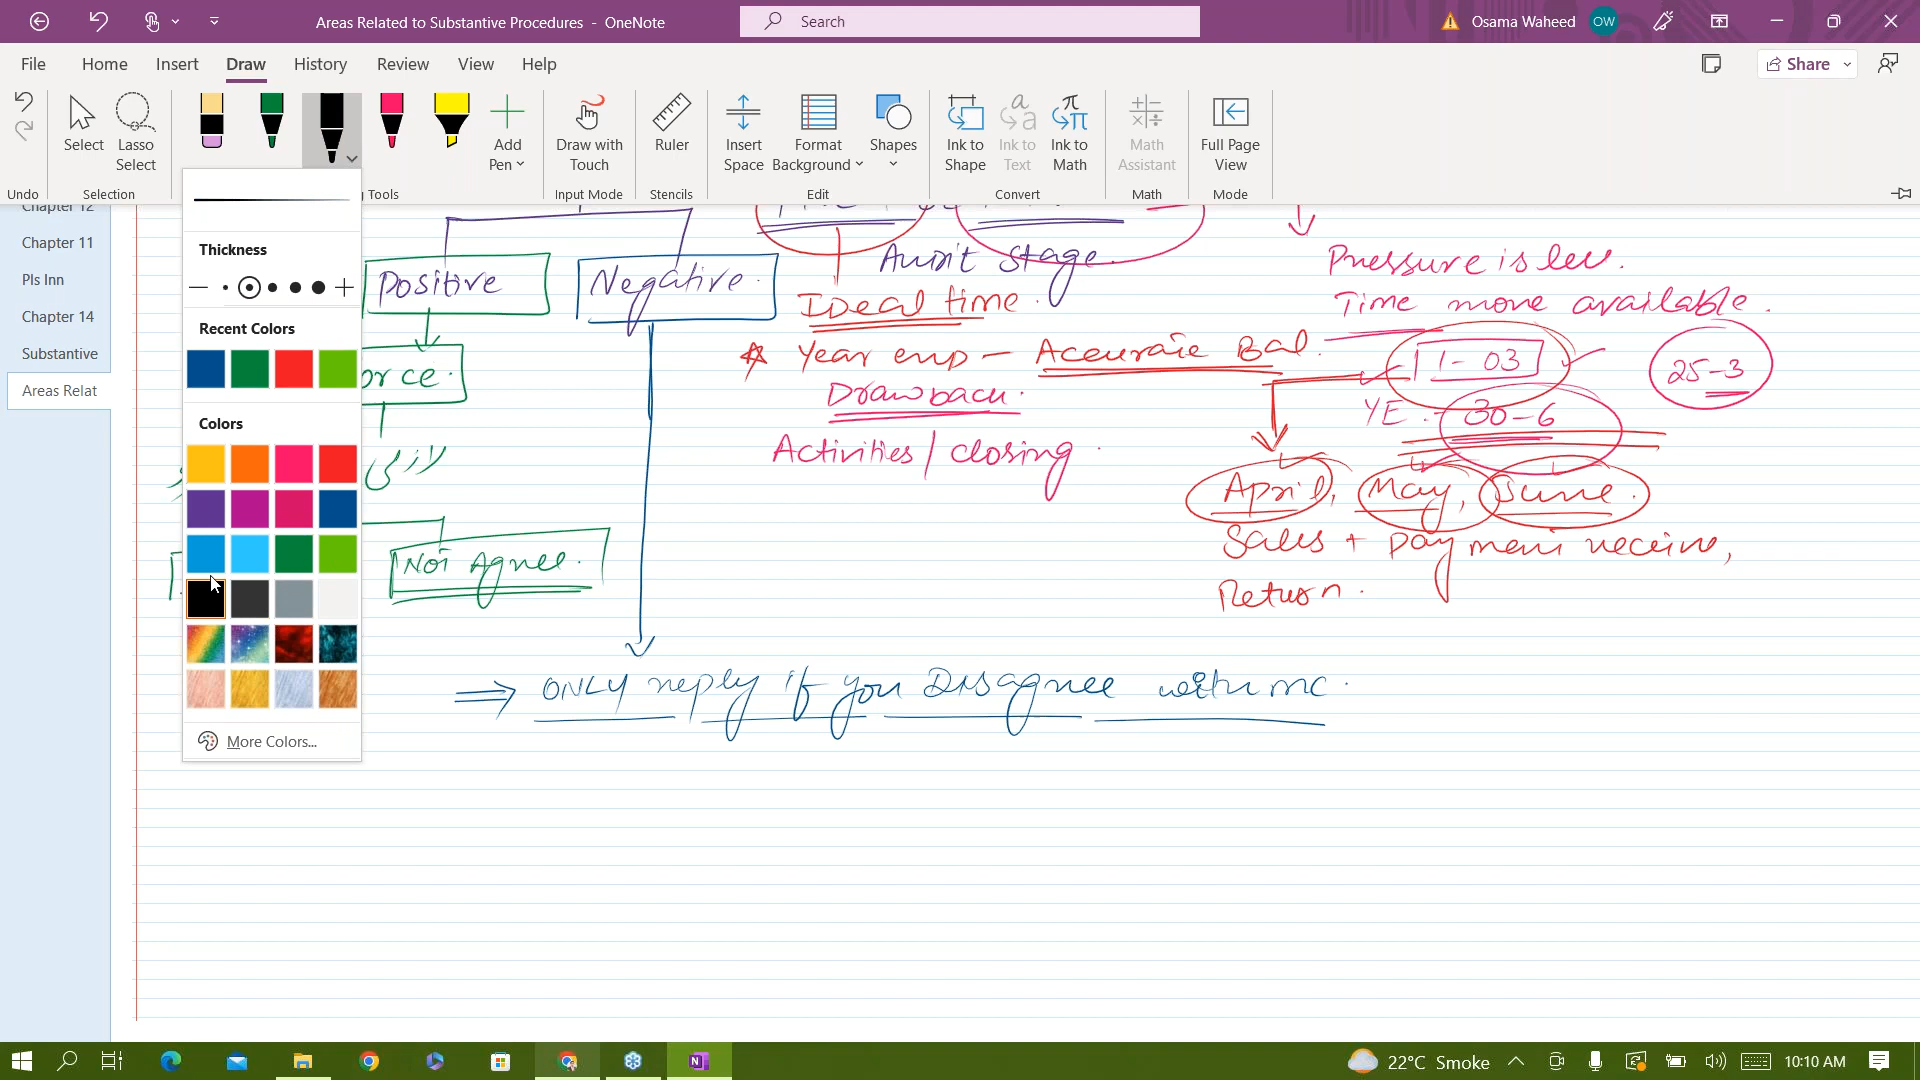 Areas Related to Substantive Procedures - OneNote
Search
Osama Waheed
OW
File Home Insert Draw History Review View Help
Share
Select
Lasso Select
Add Pen
Draw with Touch
Ruler
Insert Space
Format Background
Shapes
Ink to Shape
Ink to Text
Ink to Math
Math Assistant
Full Page View
Undo
Selection
Tools
Input Mode
Stencils
Edit
Convert
Math
Mode
Chapter 12
Chapter 11
Pls Inn
Chapter 14
Substantive
Areas Relat
Thickness
Recent Colors
Colors
More Colors...
Positive
Negative.
Audit Stage.
Ideal time.
Year end - Accurate Bal.
Drawback.
Activities / closing.
Pressure is less.
Time more available.
1-03
25-3
YE. 30-6
April, May, June.
Sales + Payment receive,
Return.
Not Agree.
=> ONLY reply if you Disagree with me.
22°C Smoke
10:10 AM